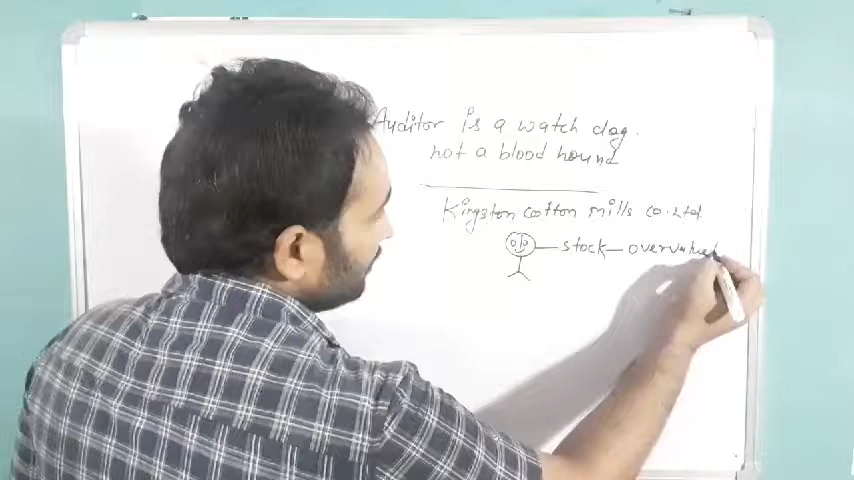 Auditor is a watch dog.
not a blood hound
Kingston cotton mills co. Ltd.
stock — overvalued